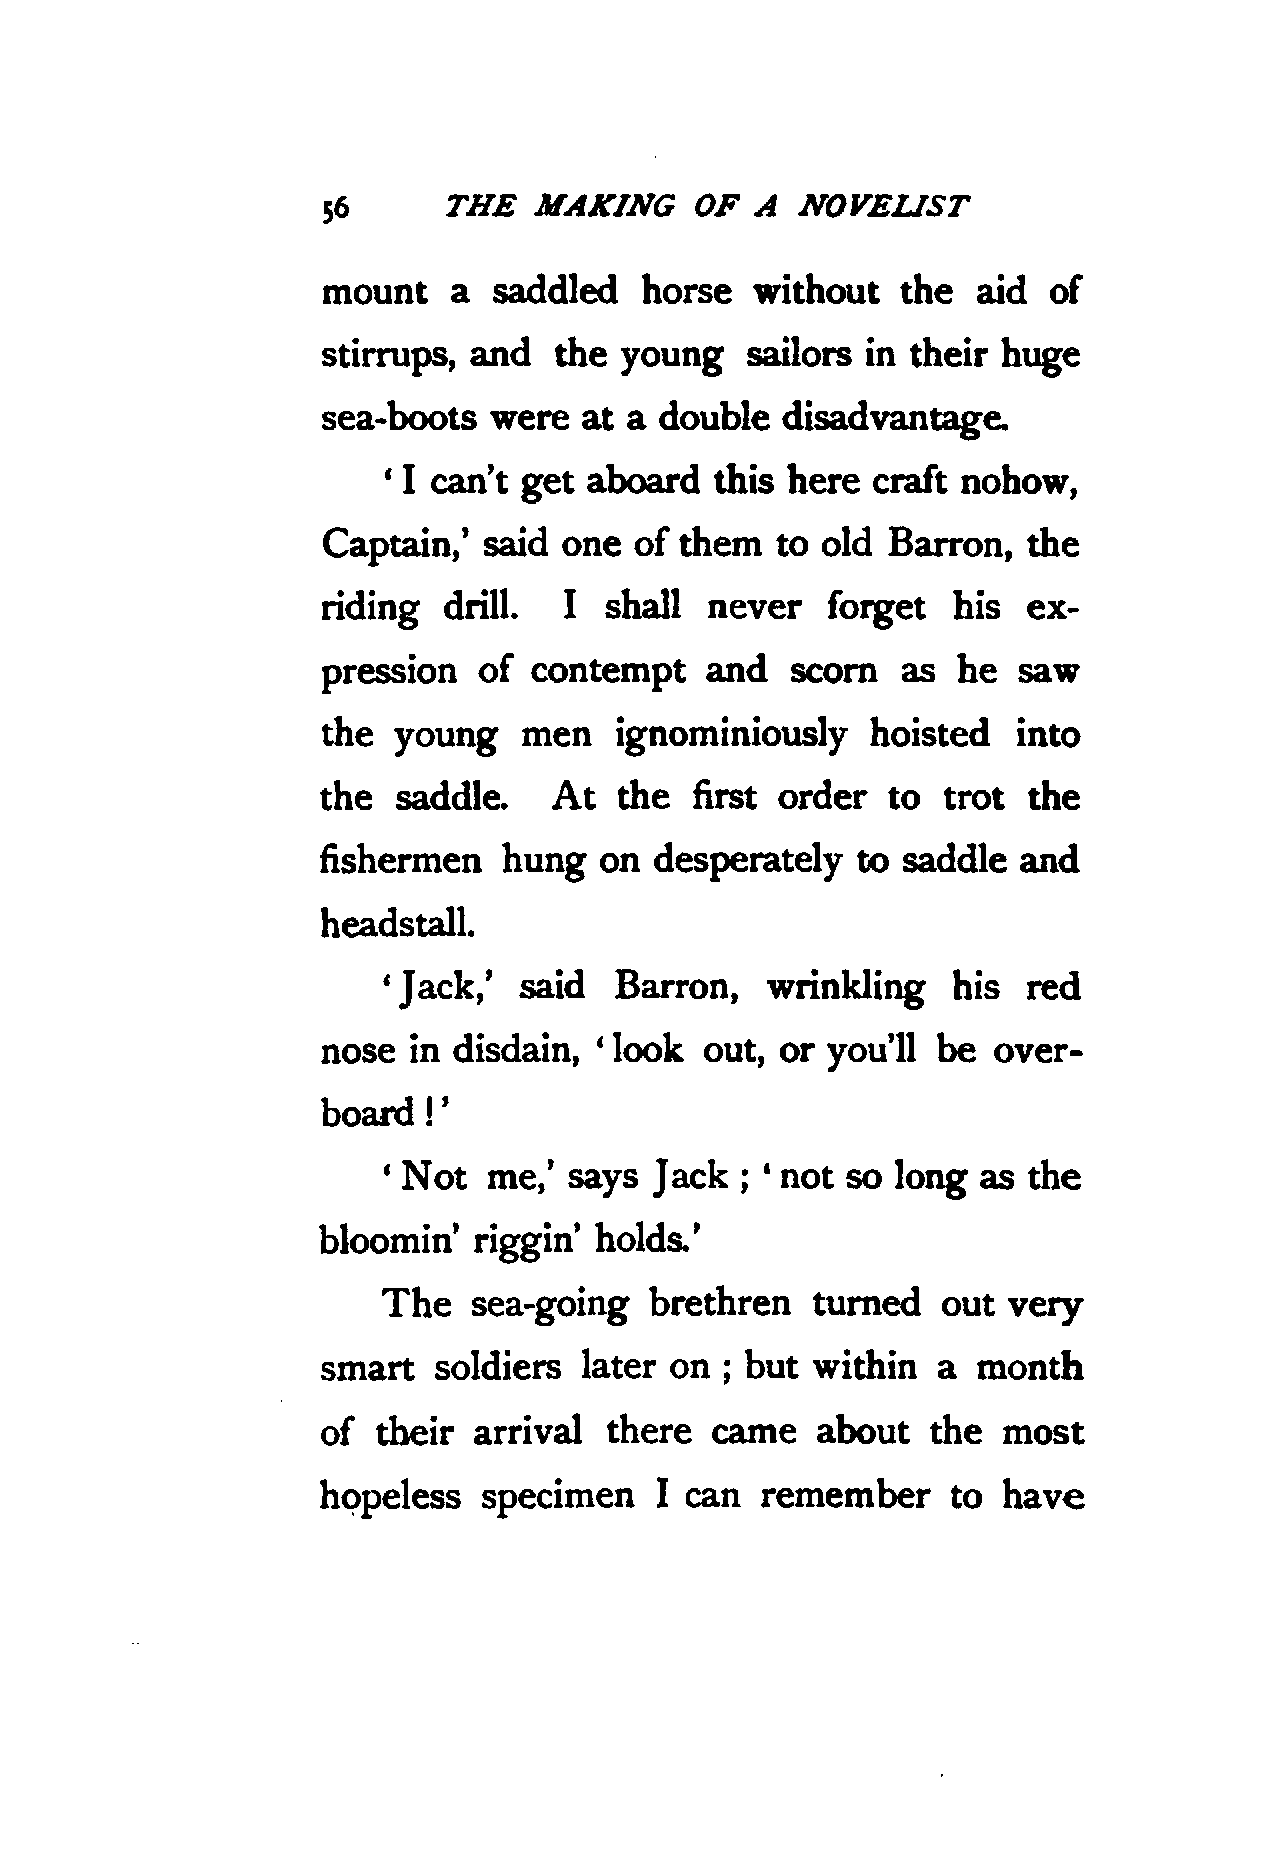 56 THE MAKING OF A NOVELIST
mount a saddled horse without the aid of
stirrups, and the young sailors in their huge
sea-boots were at a double disadvantage.
‘ I can't get aboard this here craft nohow,
Captain,’ said one of them to old Barron, the
riding drill. I shall never forget his ex-
pression of contempt and scorn as he saw
the young men ignominiously hoisted into
the saddle. At the first order to trot the
fishermen hung on desperately to saddle and
headstall.
‘ Jack,’ said Barron, wrinkling his red
nose in disdain, ‘ look out, or you'll be over-
board ! ’
‘ Not me,’ says Jack ; ‘ not so long as the
bloomin’ riggin’ holds.’
The sea-going brethren turned out very
smart soldiers later on ; but within a month
of their arrival there came about the most
hopeless specimen I can remember to have